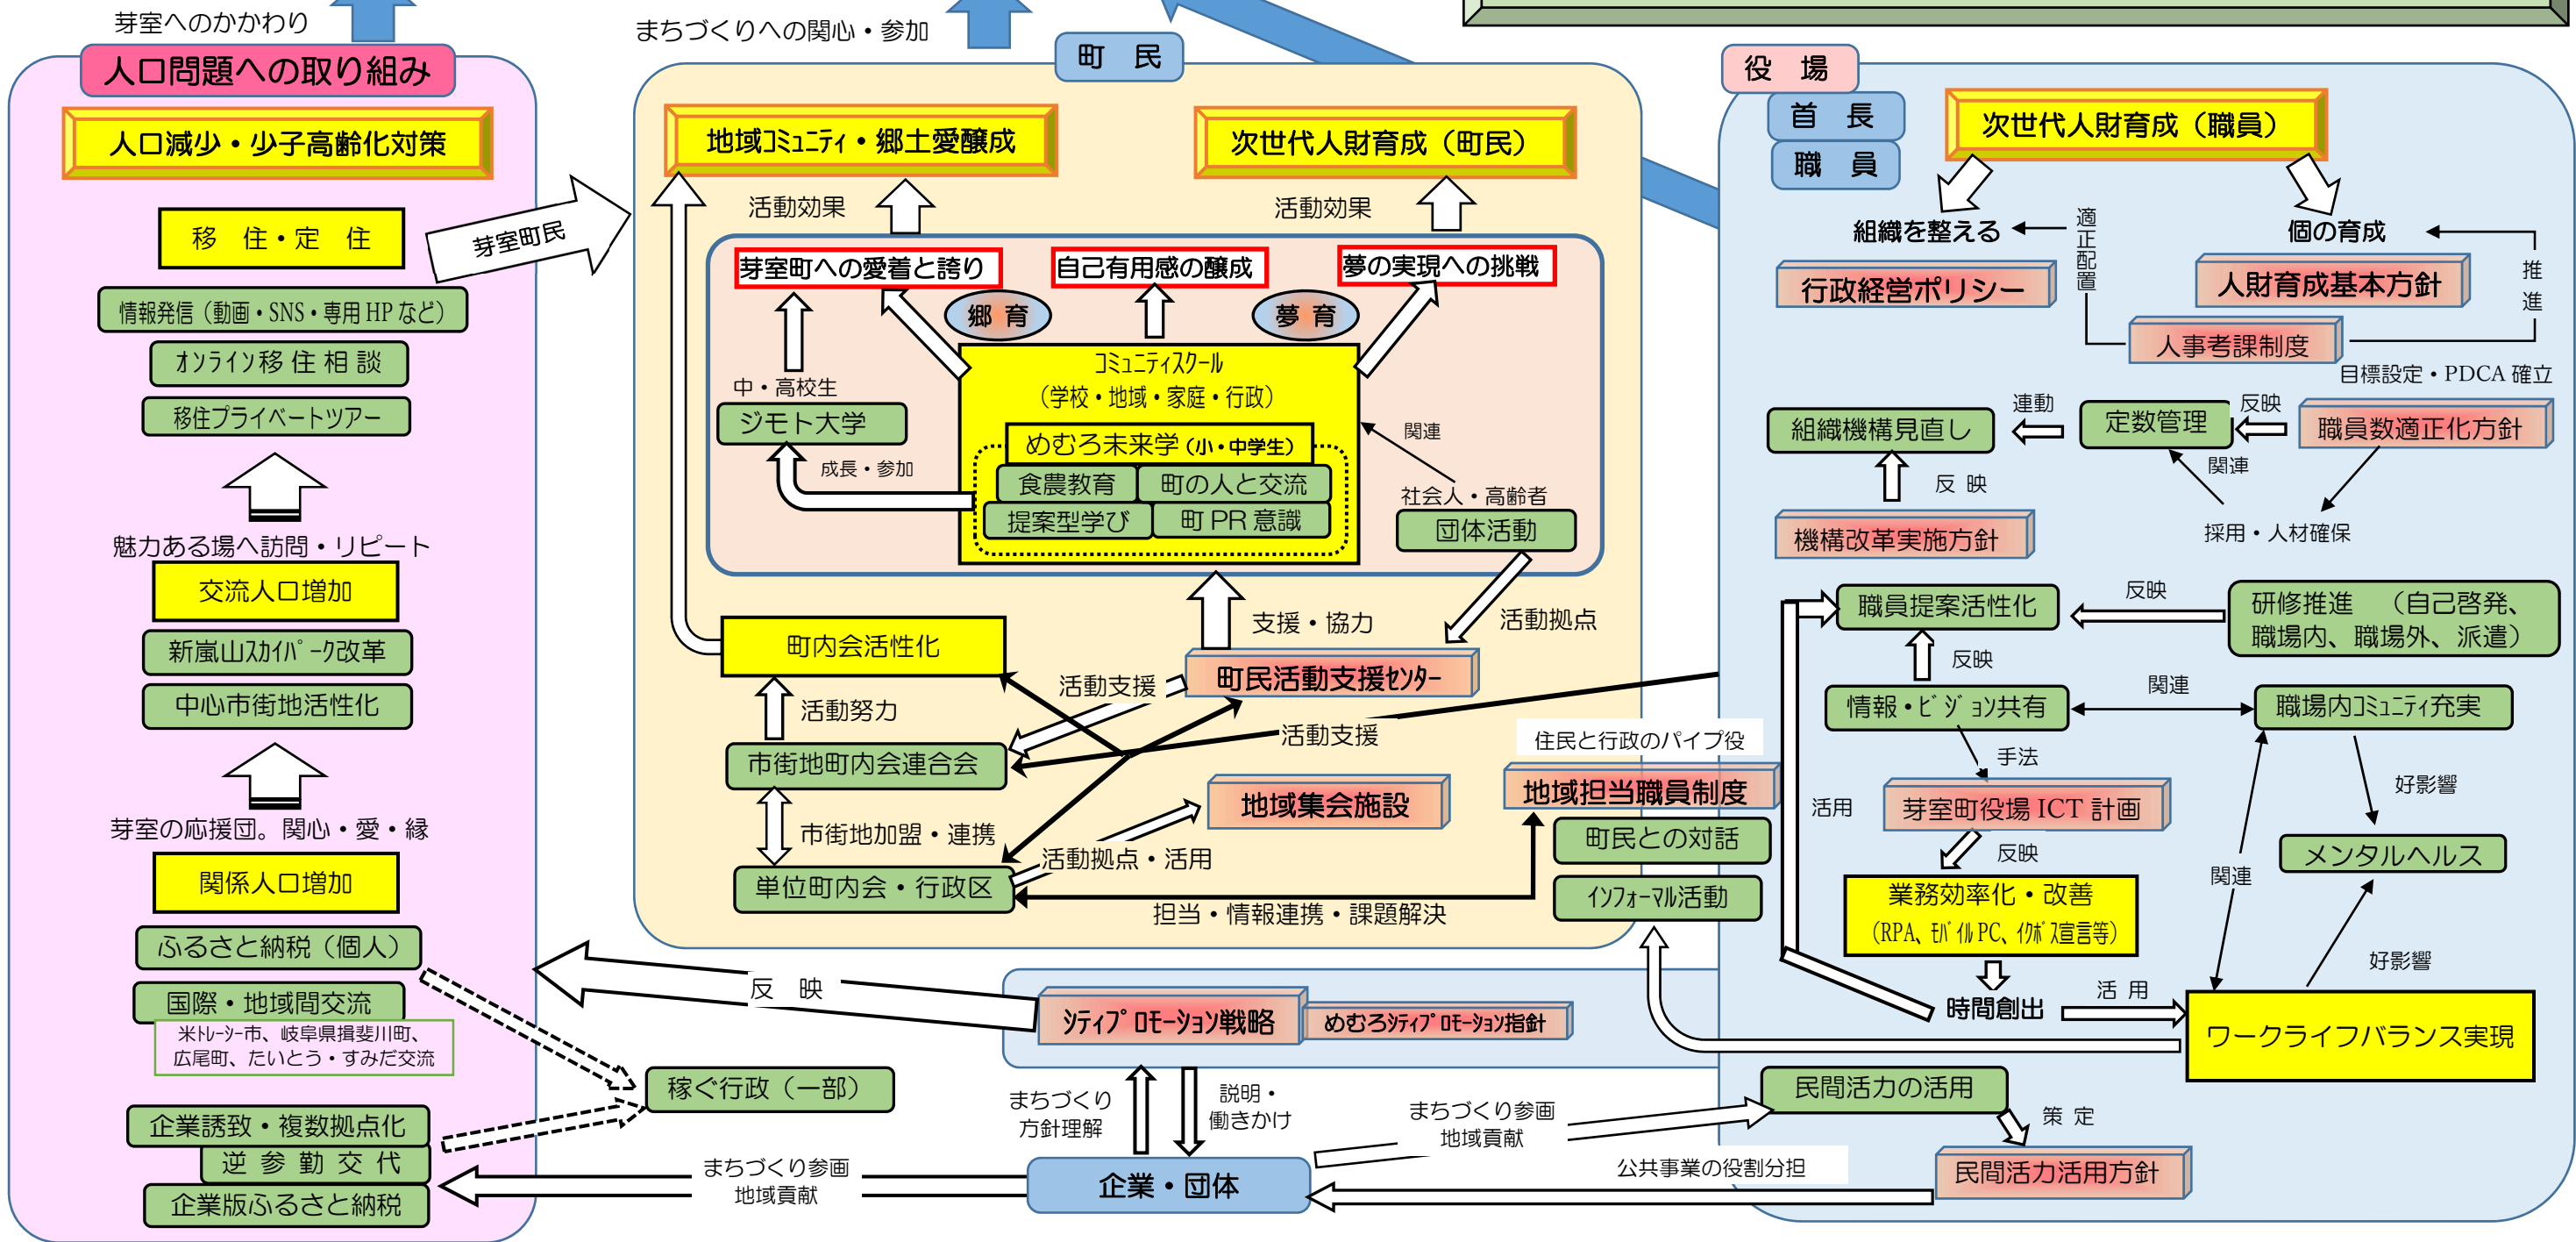 芽室へのかかわり
人口問題への取り組み
人口減少・少子高齢化対策
移　住・定　住
情報発信（動画・SNS・専用HPなど）
ｵﾝﾗｲﾝ移住相談
移住プライベートツアー
魅力ある場へ訪問・リピート
交流人口増加
新嵐山ｽｶｲﾊﾟｰｸ改革
中心市街地活性化
芽室の応援団。関心・愛・縁
関係人口増加
ふるさと納税（個人）
国際・地域間交流
米ﾄﾚｰｼｰ市、岐阜県揖斐川町、
広尾町、たいとう・すみだ交流
企業誘致・複数拠点化
逆参勤交代
企業版ふるさと納税
芽室町民
稼ぐ行政（一部）
まちづくりへの関心・参加
町　民
地域ｺﾐｭﾆﾃｨ・郷土愛醸成
次世代人財育成（町民）
活動効果
活動効果
芽室町への愛着と誇り
自己有用感の醸成
夢の実現への挑戦
郷育
夢育
ｺﾐｭﾆﾃｨｽｸｰﾙ
（学校・地域・家庭・行政）
めむろ未来学（小・中学生）
食農教育
町の人と交流
提案型学び
町PR意識
中・高校生
ジモト大学
成長・参加
関連
社会人・高齢者
団体活動
支援・協力
活動拠点
町内会活性化
町民活動支援ｾﾝﾀｰ
活動支援
活動努力
市街地町内会連合会
活動支援
市街地加盟・連携
地域集会施設
活動拠点・活用
単位町内会・行政区
担当・情報連携・課題解決
住民と行政のパイプ役
地域担当職員制度
町民との対話
ｲﾝﾌｫｰﾏﾙ活動
反　映
ｼﾃｨﾌﾟﾛﾓｰｼｮﾝ戦略
めむろｼﾃｨﾌﾟﾛﾓｰｼｮﾝ指針
まちづくり
方針理解
説明・
働きかけ
企業・団体
まちづくり参画
地域貢献
まちづくり参画
地域貢献
公共事業の役割分担
役　場
首　長
職　員
次世代人財育成（職員）
組織を整える
適正配置
個の育成
推進
行政経営ポリシー
人財育成基本方針
人事考課制度
目標設定・PDCA確立
組織機構見直し
連動
定数管理
反映
職員数適正化方針
関連
反 映
採用・人材確保
機構改革実施方針
職員提案活性化
反映
研修推進　（自己啓発、
職場内、職場外、派遣）
反映
情報・ﾋﾞｼﾞｮﾝ共有
関連
職場内ｺﾐｭﾆﾃｨ充実
手法
好影響
活用
芽室町役場ICT計画
反映
メンタルヘルス
関連
業務効率化・改善
（RPA、ﾓﾊﾞｲﾙPC、ｲｸﾎﾞｽ宣言等）
好影響
時間創出
活 用
ワークライフバランス実現
民間活力の活用
策 定
民間活力活用方針